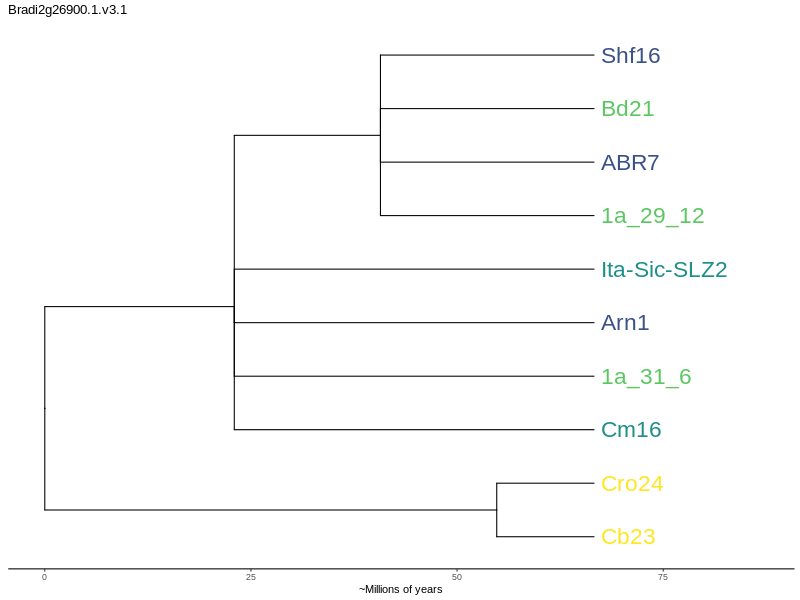 Bradi2g26900.1.v3.1
Shf16
Bd21
ABR7
1a_29_12
Ita-Sic-SLZ2
Arn1
1a_31_6
Cm16
Cro24
Cb23
0 25 50 75
~Millions of years